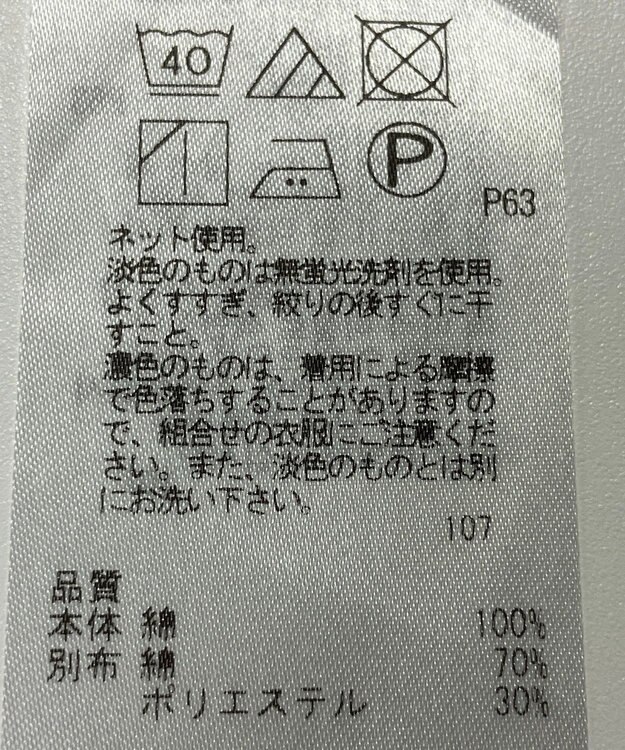 40
P
P63
ネット使用。
淡色のものは無蛍光洗剤を使用。
よくすすぎ、絞りの後すぐに干
すこと。
濃色のものは、着用による摩擦
で色落ちすることがありますの
で、組合せの衣服にご注意くだ
さい。また、淡色のものとは別
にお洗い下さい。
107
品質
本体 綿 100%
別布 綿 70%
ポリエステル 30%